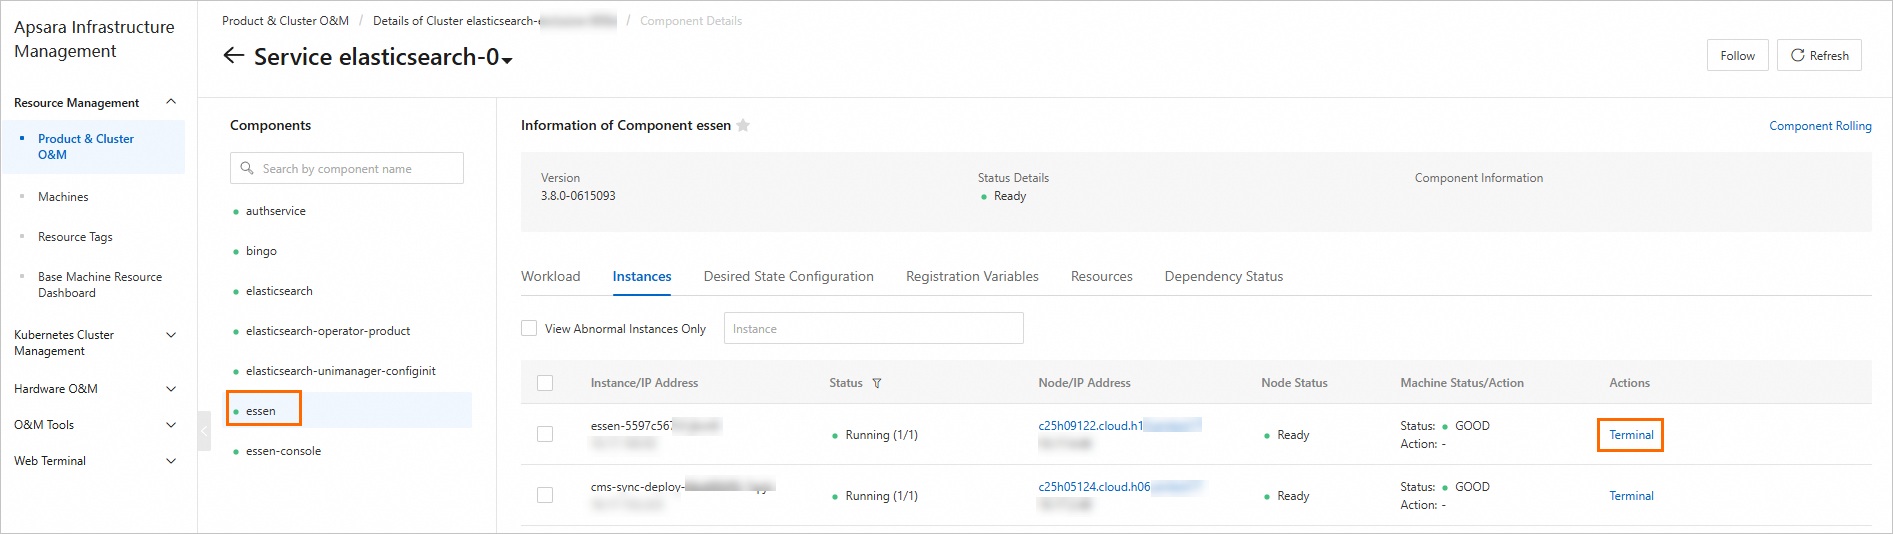 Apsara Infrastructure
Management
Resource Management
Product & Cluster
O&M
Machines
Resource Tags
Base Machine Resource
Dashboard
Kubernetes Cluster
Management
Hardware O&M
O&M Tools
Web Terminal
Product & Cluster O&M / Details of Cluster elasticsearch- / Component Details
Service elasticsearch-0
Follow
Refresh
Components
Search by component name
authservice
bingo
elasticsearch
elasticsearch-operator-product
elasticsearch-unimanager-configinit
essen
essen-console
Information of Component essen
Component Rolling
Version
3.8.0-0615093
Status Details
Ready
Component Information
Workload Instances Desired State Configuration Registration Variables Resources Dependency Status
View Abnormal Instances Only
Instance
Instance/IP Address Status Node/IP Address Node Status Machine Status/Action Actions
essen-5597c567 Running (1/1) c25h09122.cloud.h1 Ready Status: GOOD Terminal
Action: -
cms-sync-deploy- Running (1/1) c25h05124.cloud.h06 Ready Status: GOOD Terminal
Action: -